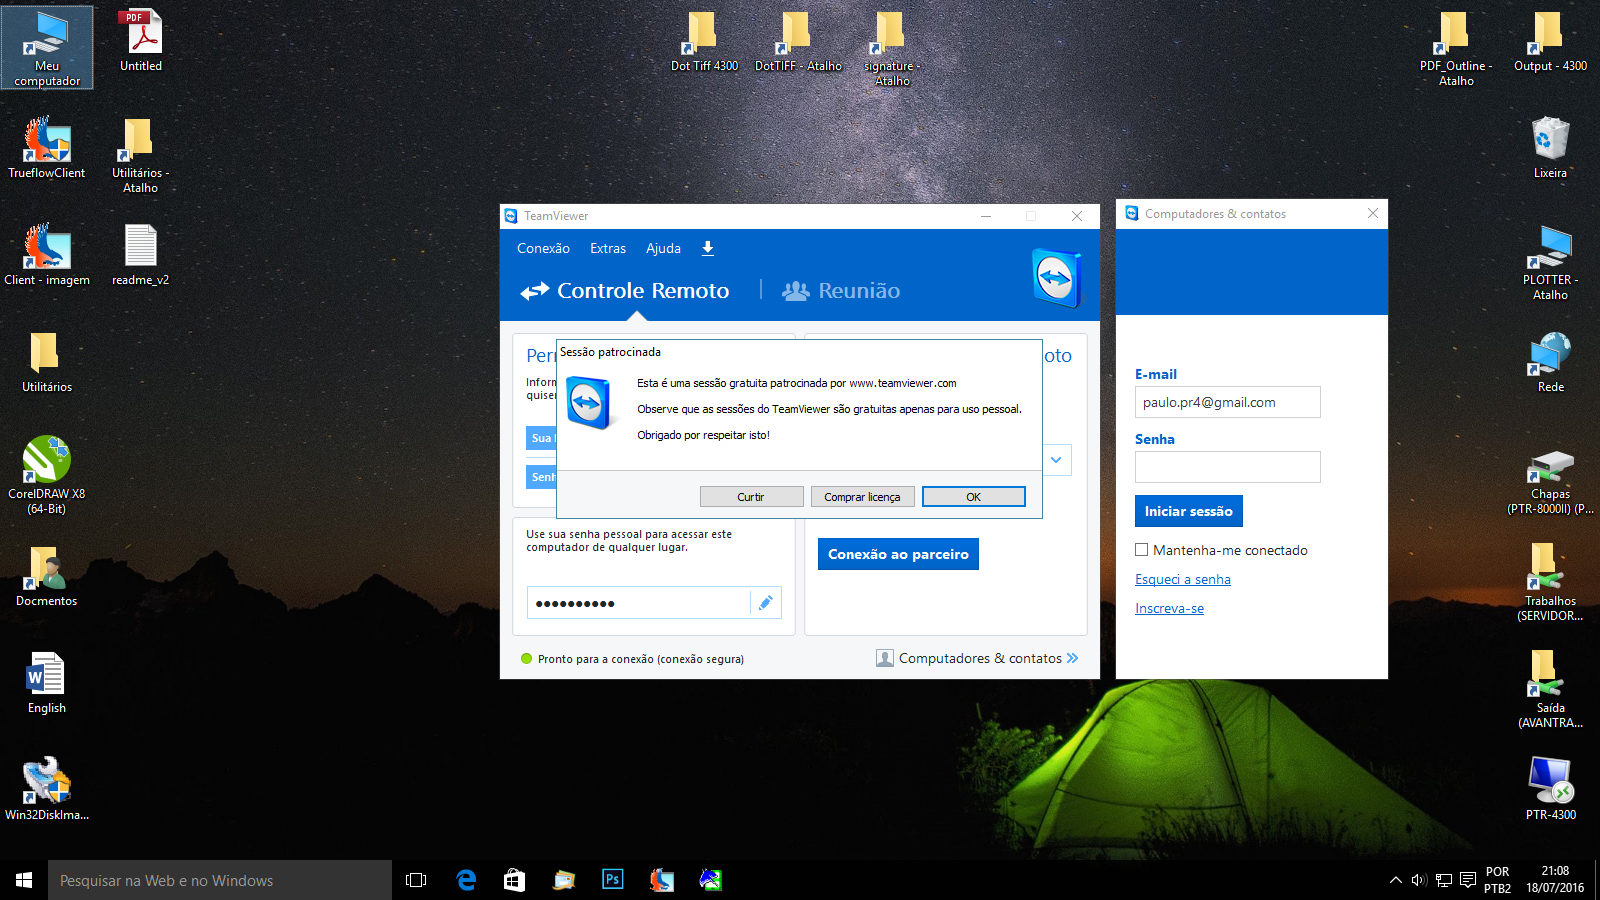 Meu
computador
PDF
Untitled
Dot Tiff 4300
DotTIFF - Atalho
signature -
Atalho
PDF_Outline -
Atalho
Output - 4300
TrueflowClient
Utilitários -
Atalho
Lixeira
Client - imagem
readme_v2
PLOTTER -
Atalho
Utilitários
Rede
CorelDRAW X8
(64-Bit)
Chapas
(PTR-8000II) (P...
Docmentos
Trabalhos
(SERVIDOR...
English
Saída
(AVANTRA...
Win32DiskIma...
PTR-4300
TeamViewer
Conexão Extras Ajuda
Controle Remoto
Reunião
Sessão patrocinada
Esta é uma sessão gratuita patrocinada por www.teamviewer.com
Observe que as sessões do TeamViewer são gratuitas apenas para uso pessoal.
Obrigado por respeitar isto!
Curtir
Comprar licença
OK
Use sua senha pessoal para acessar este
computador de qualquer lugar.
Conexão ao parceiro
Pronto para a conexão (conexão segura)
Computadores & contatos
Computadores & contatos
E-mail
paulo.pr4@gmail.com
Senha
Iniciar sessão
Mantenha-me conectado
Esqueci a senha
Inscreva-se
Pesquisar na Web e no Windows
Ps
POR
PTB2
21:08
18/07/2016